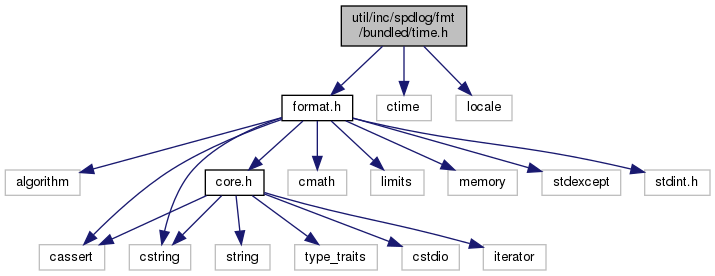 util/inc/spdlog/fmt
/bundled/time.h
format.h
ctime
locale
algorithm
core.h
cmath
limits
memory
stdexcept
stdint.h
cassert
cstring
string
type_traits
cstdio
iterator